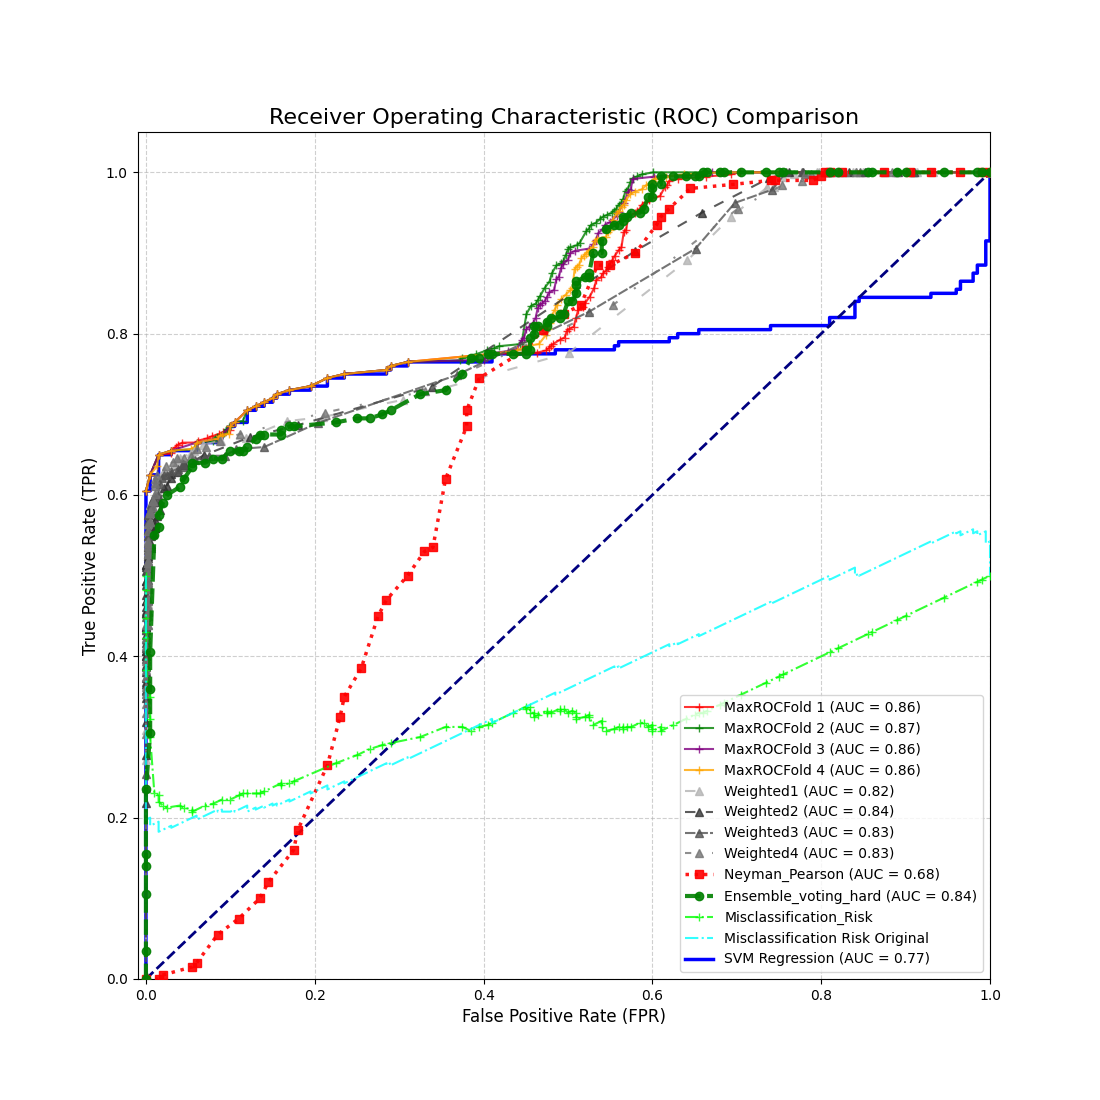 Receiver Operating Characteristic (ROC) Comparison
True Positive Rate (TPR)
1.0
0.8
0.6
0.4
0.2
0.0
MaxROCFold 1 (AUC = 0.86)
MaxROCFold 2 (AUC = 0.87)
MaxROCFold 3 (AUC = 0.86)
MaxROCFold 4 (AUC = 0.86)
Weighted1 (AUC = 0.82)
Weighted2 (AUC = 0.84)
Weighted3 (AUC = 0.83)
Weighted4 (AUC = 0.83)
Neyman_Pearson (AUC = 0.68)
Ensemble_voting_hard (AUC = 0.84)
Misclassification_Risk
Misclassification Risk Original
SVM Regression (AUC = 0.77)
0.0 0.2 0.4 0.6 0.8 1.0
False Positive Rate (FPR)